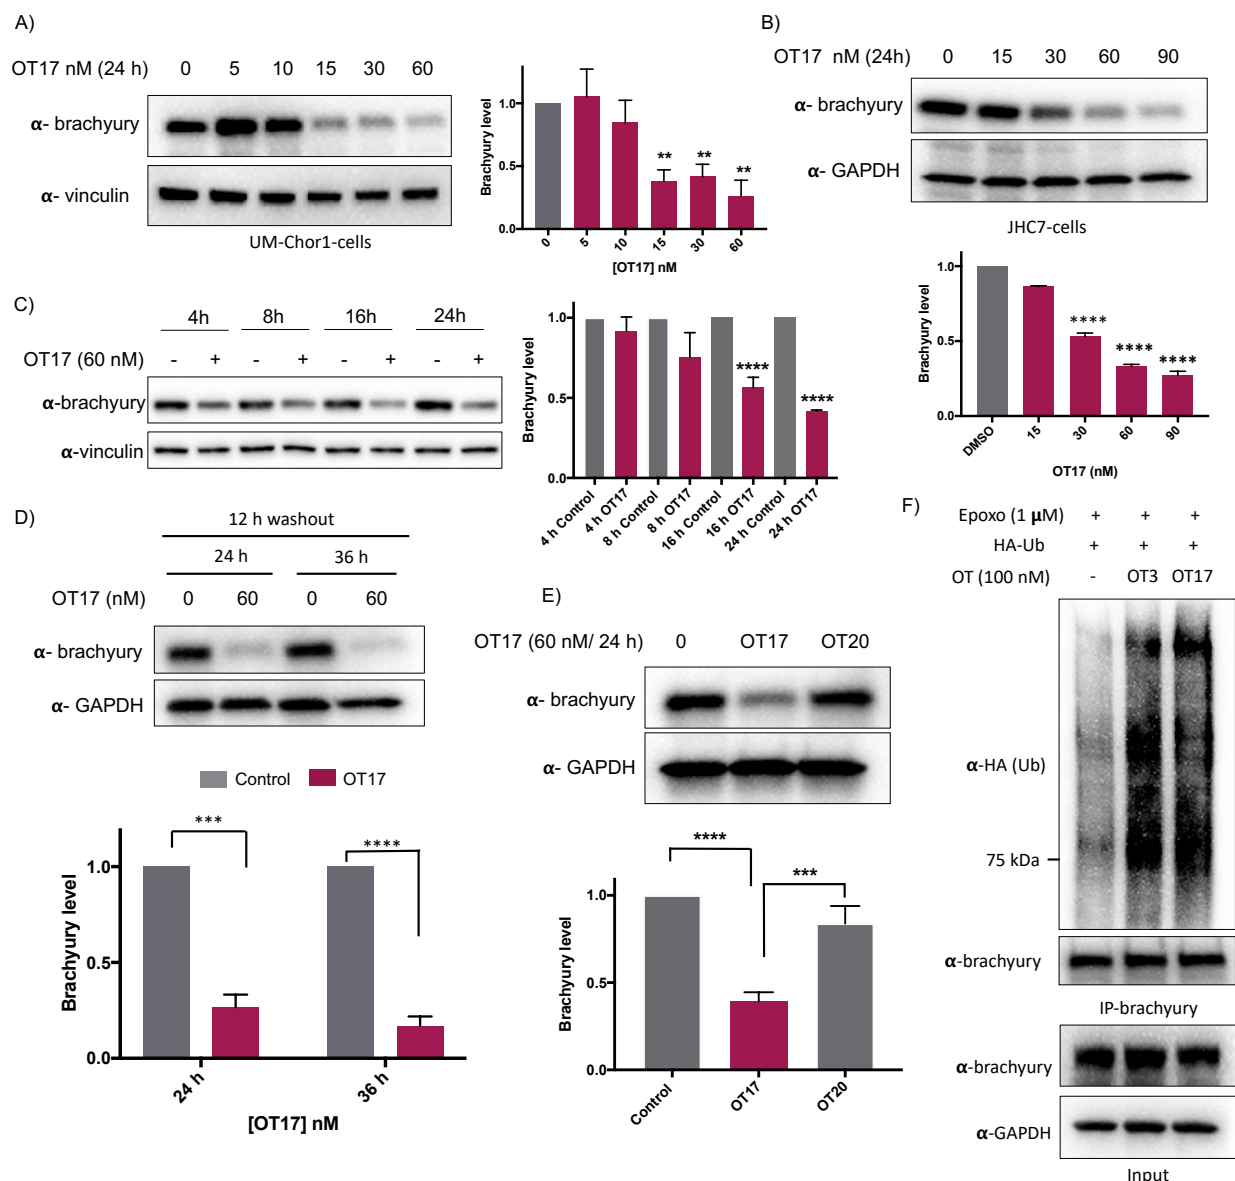 A)
OT17 nM (24 h) 0 5 10 15 30 60
α- brachyury
α- vinculin
UM-Chor1-cells
Brachyury level
1.0
0.5
0.0
** ** **
0 5 10 15 30 60
[OT17] nM
B)
OT17 nM (24h) 0 15 30 60 90
α- brachyury
α- GAPDH
JHC7-cells
Brachyury level
1.0
0.5
0.0
**** **** ****
DMSO 15 30 60 90
OT17 (nM)
C)
4h 8h 16h 24h
OT17 (60 nM) - + - + - + - +
α-brachyury
α-vinculin
Brachyury level
1.0
0.5
0.0
**** ****
4 h Control 4 h OT17 8 h Control 8 h OT17 16 h Control 16 h OT17 24 h Control 24 h OT17
D)
12 h washout
24 h 36 h
OT17 (nM) 0 60 0 60
α- brachyury
α- GAPDH
Control OT17
Brachyury level
1.0
0.5
0.0
*** ****
24 h 36 h
[OT17] nM
E)
OT17 (60 nM/ 24 h) 0 OT17 OT20
α- brachyury
α- GAPDH
Brachyury level
1.0
0.5
0.0
**** ***
Control OT17 OT20
F)
Epoxo (1 μM) + + +
HA-Ub + + +
OT (100 nM) - OT3 OT17
α-HA (Ub)
75 kDa
α-brachyury
IP-brachyury
α-brachyury
α-GAPDH
Input